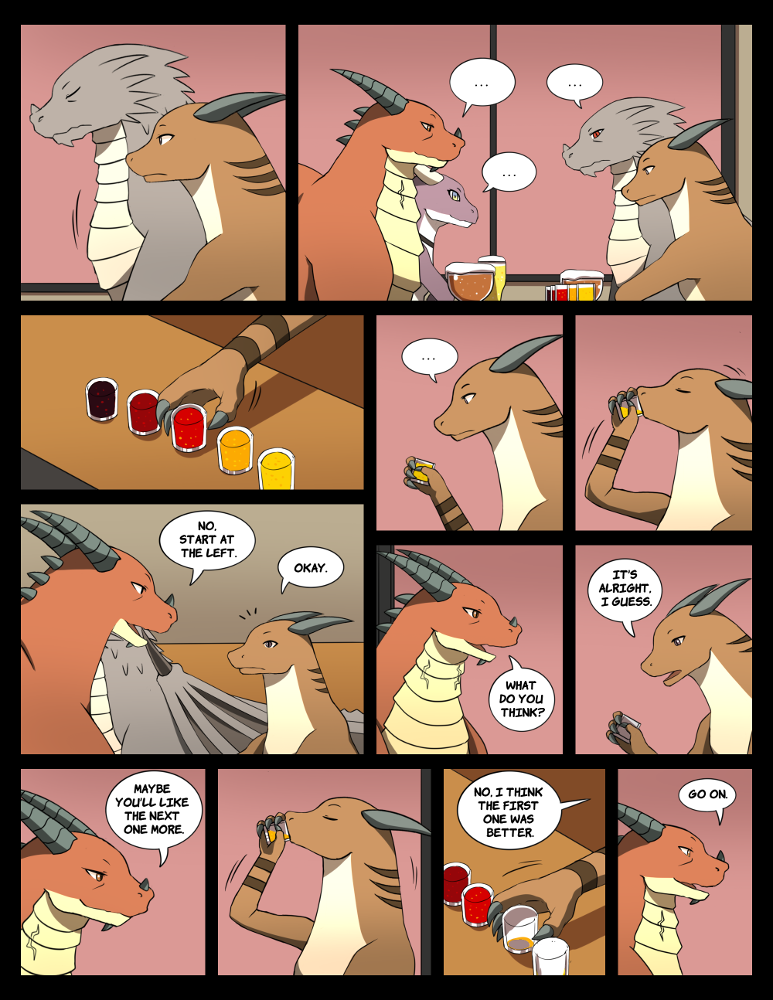 ...
...
...
...
NO,
START AT
THE LEFT.
OKAY.
WHAT
DO YOU
THINK?
IT'S
ALRIGHT,
I GUESS.
MAYBE
YOU'LL LIKE
THE NEXT
ONE MORE.
NO, I THINK
THE FIRST
ONE WAS
BETTER.
GO ON.